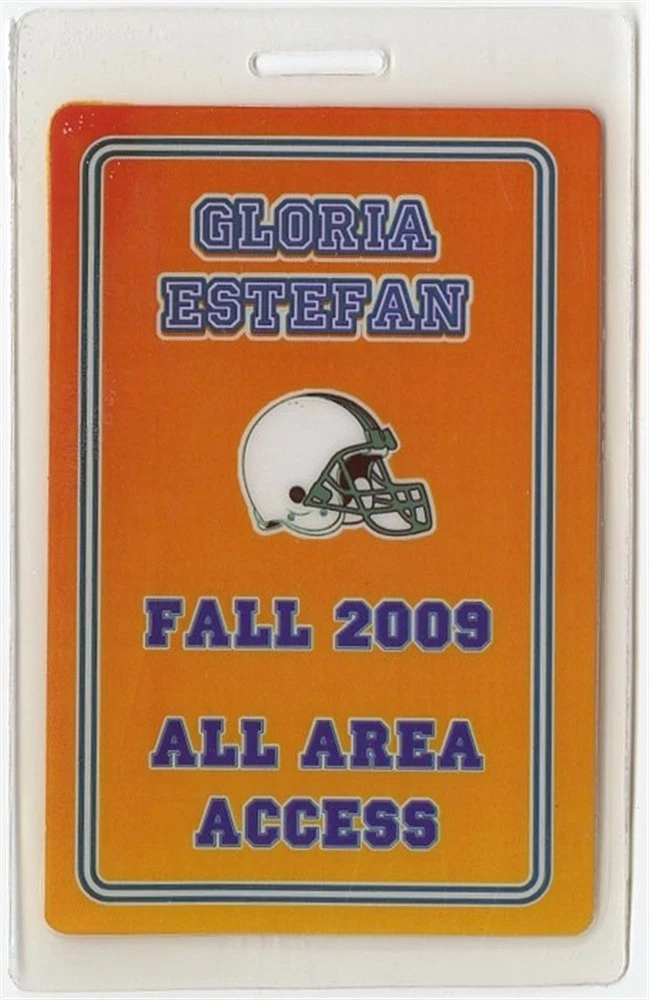 GLORIA
ESTEFAN
FALL 2009
ALL AREA
ACCESS